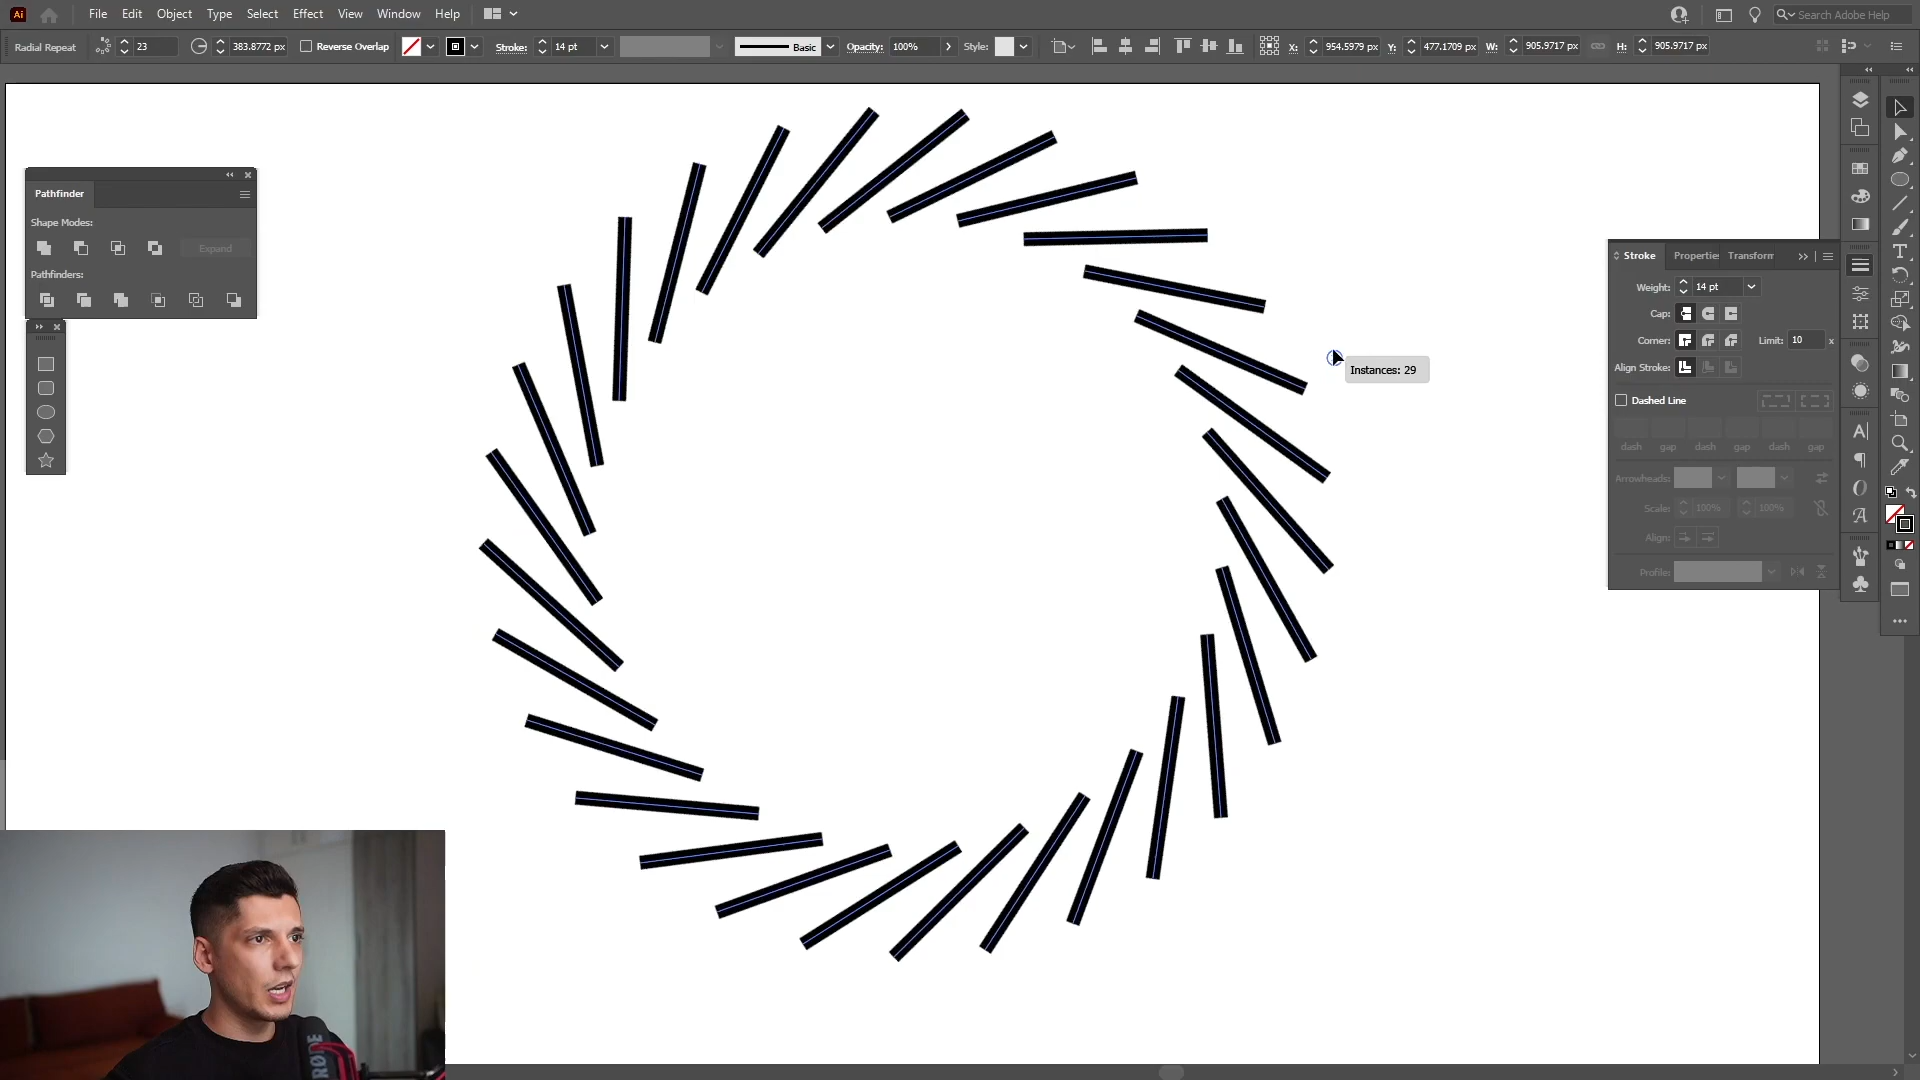 Ai File Edit Object Type Select Effect View Window Help Search Adobe Help
Radial Repeat 23 383.8772 px Reverse Overlap Stroke: 14 pt Basic Opacity: 100% Style: X: 954.5979 px Y: 477.1709 px W: 905.9717 px H: 905.9717 px
Pathfinder
Shape Modes:
Expand
Pathfinders:
Instances: 29
Stroke Properties Transform
Weight: 14 pt
Cap:
Corner: Limit: 10 x
Align Stroke:
Dashed Line
dash gap dash gap dash gap
Arrowheads:
Scale: 100% 100%
Align:
Profile:
RØDE